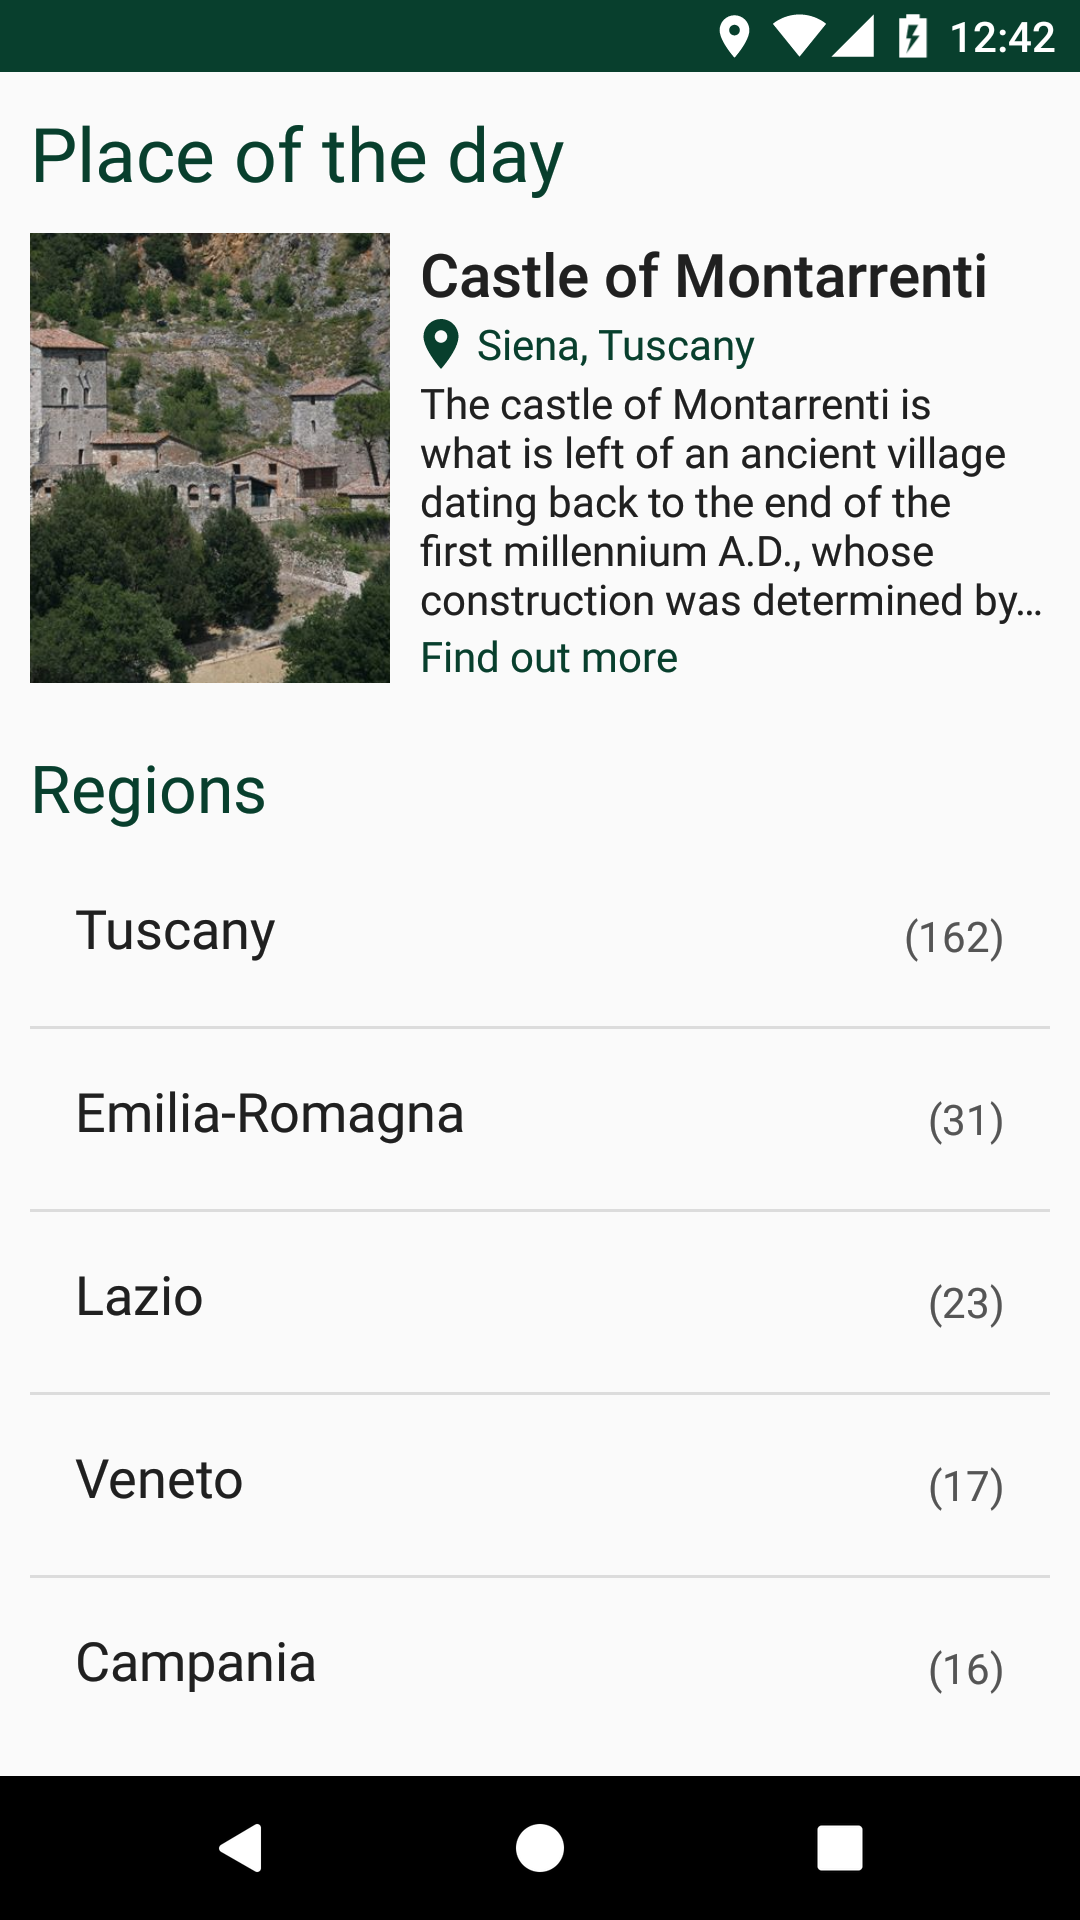 12:42
Place of the day
Castle of Montarrenti
Siena, Tuscany
The castle of Montarrenti is
what is left of an ancient village
dating back to the end of the
first millennium A.D., whose
construction was determined by…
Find out more
Regions
Tuscany (162)
Emilia-Romagna (31)
Lazio (23)
Veneto (17)
Campania (16)